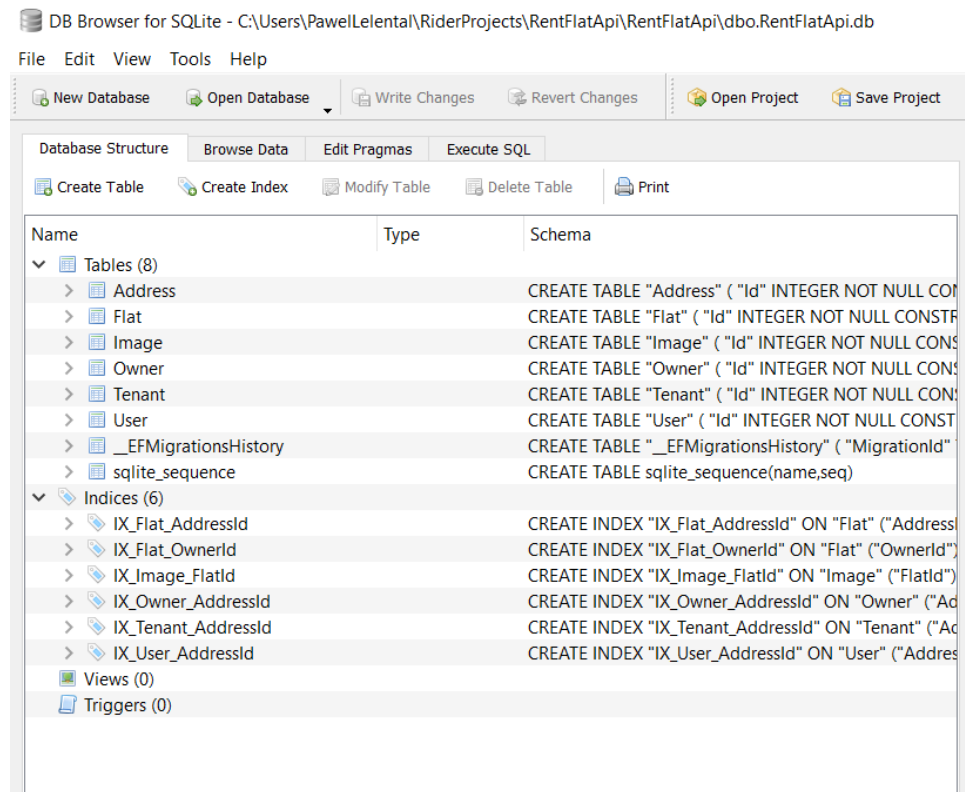 DB Browser for SQLite - C:\Users\PawelLelental\RiderProjects\RentFlatApi\RentFlatApi\dbo.RentFlatApi.db
File Edit View Tools Help
New Database Open Database Write Changes Revert Changes Open Project Save Project
Database Structure Browse Data Edit Pragmas Execute SQL
Create Table Create Index Modify Table Delete Table Print
Name Type Schema
Tables (8)
Address CREATE TABLE "Address" ( "Id" INTEGER NOT NULL CON
Flat CREATE TABLE "Flat" ( "Id" INTEGER NOT NULL CONSTR
Image CREATE TABLE "Image" ( "Id" INTEGER NOT NULL CONS
Owner CREATE TABLE "Owner" ( "Id" INTEGER NOT NULL CONS
Tenant CREATE TABLE "Tenant" ( "Id" INTEGER NOT NULL CON
User CREATE TABLE "User" ( "Id" INTEGER NOT NULL CONST
__EFMigrationsHistory CREATE TABLE "__EFMigrationsHistory" ( "MigrationId"
sqlite_sequence CREATE TABLE sqlite_sequence(name,seq)
Indices (6)
IX_Flat_AddressId CREATE INDEX "IX_Flat_AddressId" ON "Flat" ("AddressI
IX_Flat_OwnerId CREATE INDEX "IX_Flat_OwnerId" ON "Flat" ("OwnerId")
IX_Image_FlatId CREATE INDEX "IX_Image_FlatId" ON "Image" ("FlatId")
IX_Owner_AddressId CREATE INDEX "IX_Owner_AddressId" ON "Owner" ("Ad
IX_Tenant_AddressId CREATE INDEX "IX_Tenant_AddressId" ON "Tenant" ("Ad
IX_User_AddressId CREATE INDEX "IX_User_AddressId" ON "User" ("Addres
Views (0)
Triggers (0)